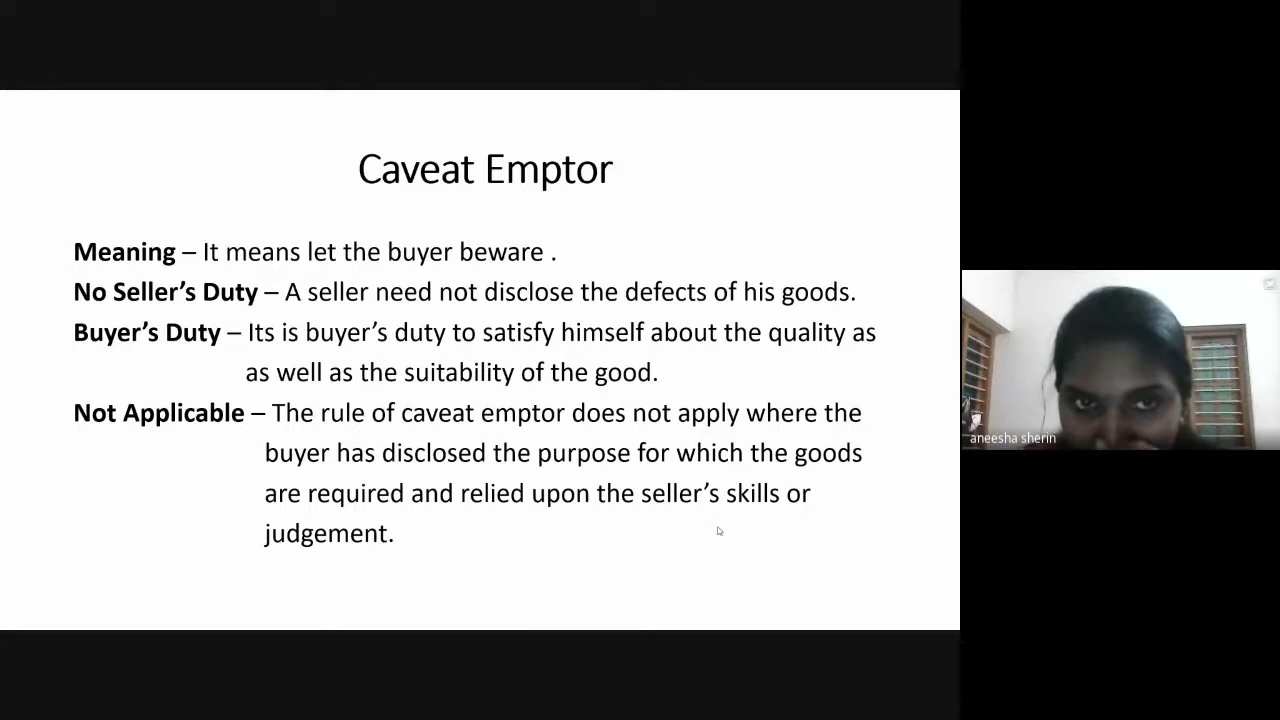 Caveat Emptor
Meaning – It means let the buyer beware .
No Seller’s Duty – A seller need not disclose the defects of his goods.
Buyer’s Duty – Its is buyer’s duty to satisfy himself about the quality as
as well as the suitability of the good.
Not Applicable – The rule of caveat emptor does not apply where the
buyer has disclosed the purpose for which the goods
are required and relied upon the seller’s skills or
judgement.
aneesha sherin